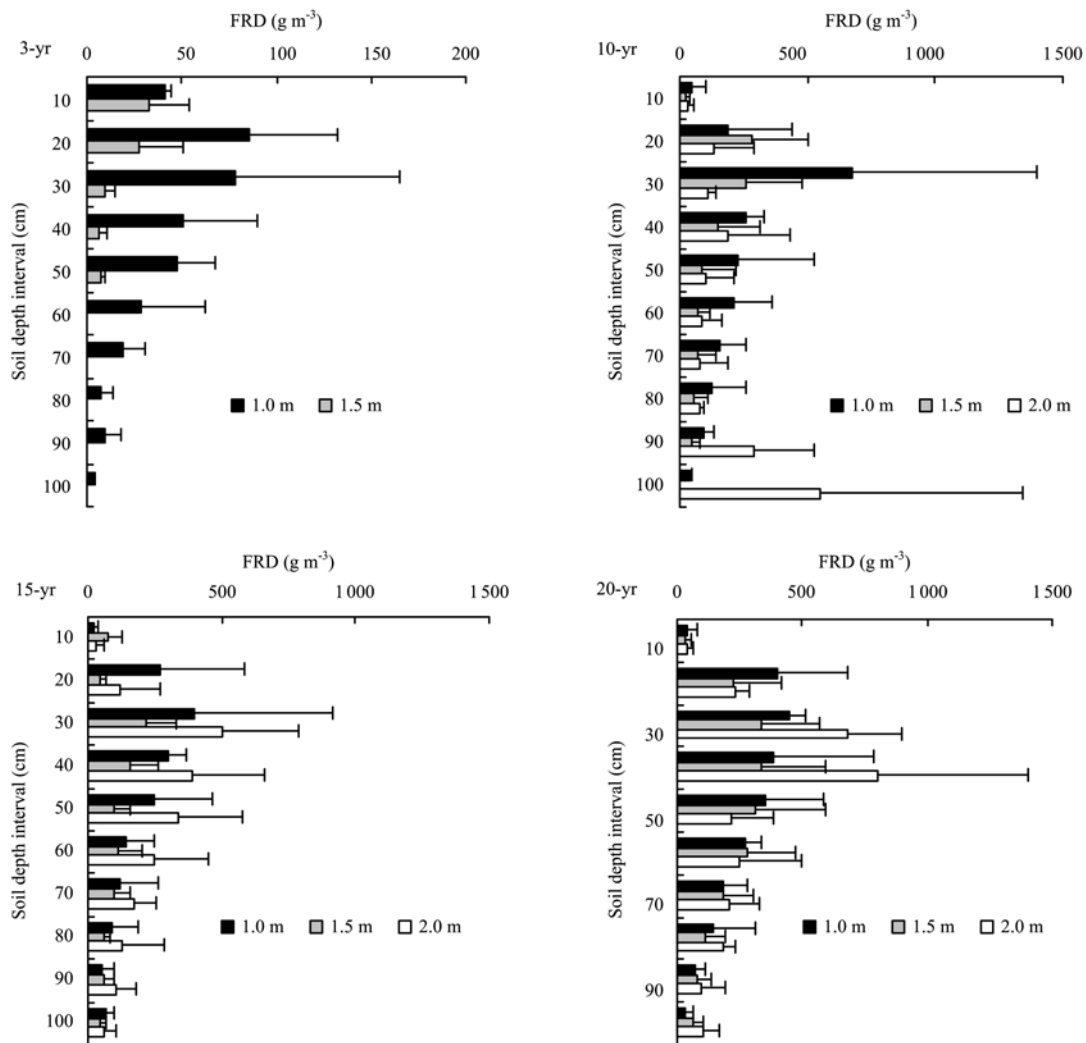 FRD (g m⁻³)
3-yr
0 50 100 150 200
10
20
30
40
50
60
70
80
90
100
Soil depth interval (cm)
1.0 m 1.5 m
FRD (g m⁻³)
10-yr
0 500 1 000 1 500
10
20
30
40
50
60
70
80
90
100
Soil depth interval (cm)
1.0 m 1.5 m 2.0 m
FRD (g m⁻³)
15-yr
0 500 1 000 1 500
10
20
30
40
50
60
70
80
90
100
Soil depth interval (cm)
1.0 m 1.5 m 2.0 m
FRD (g m⁻³)
20-yr
0 500 1 000 1 500
10
30
50
70
90
Soil depth interval (cm)
1.0 m 1.5 m 2.0 m